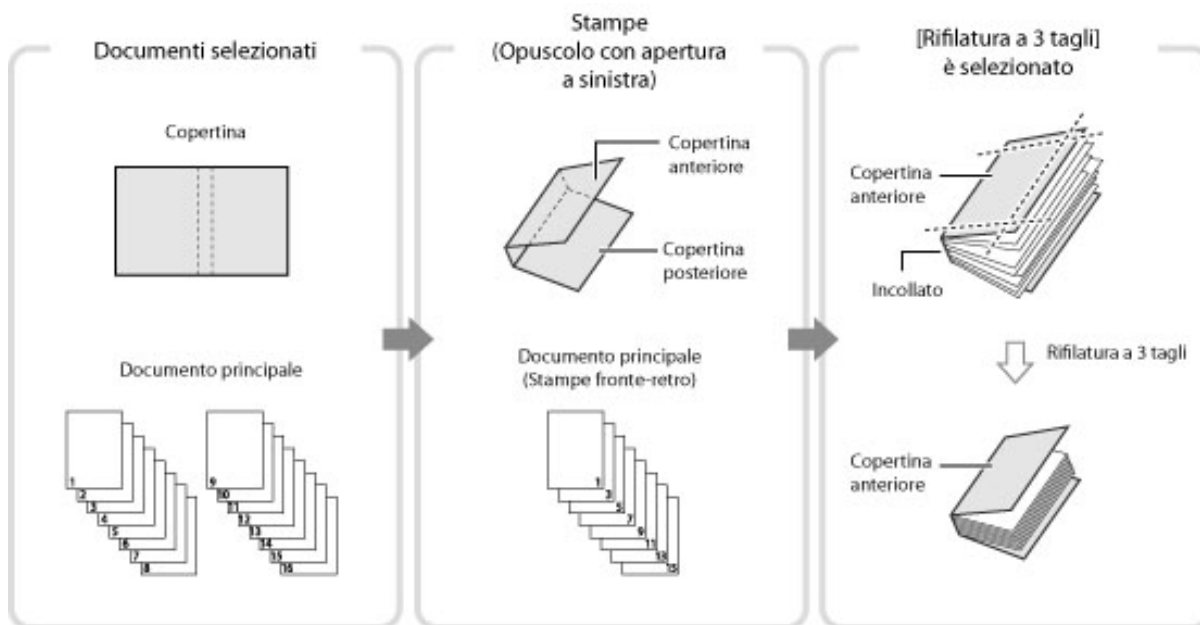 Documenti selezionati
Copertina
Documento principale
1
2
3
4
5
6
7
8
9
10
11
12
13
14
15
16
Stampe
(Opuscolo con apertura
a sinistra)
Copertina
anteriore
Copertina
posteriore
Documento principale
(Stampe fronte-retro)
1
3
5
7
9
11
13
15
[Rifilatura a 3 tagli]
è selezionato
Copertina
anteriore
Incollato
Rifilatura a 3 tagli
Copertina
anteriore